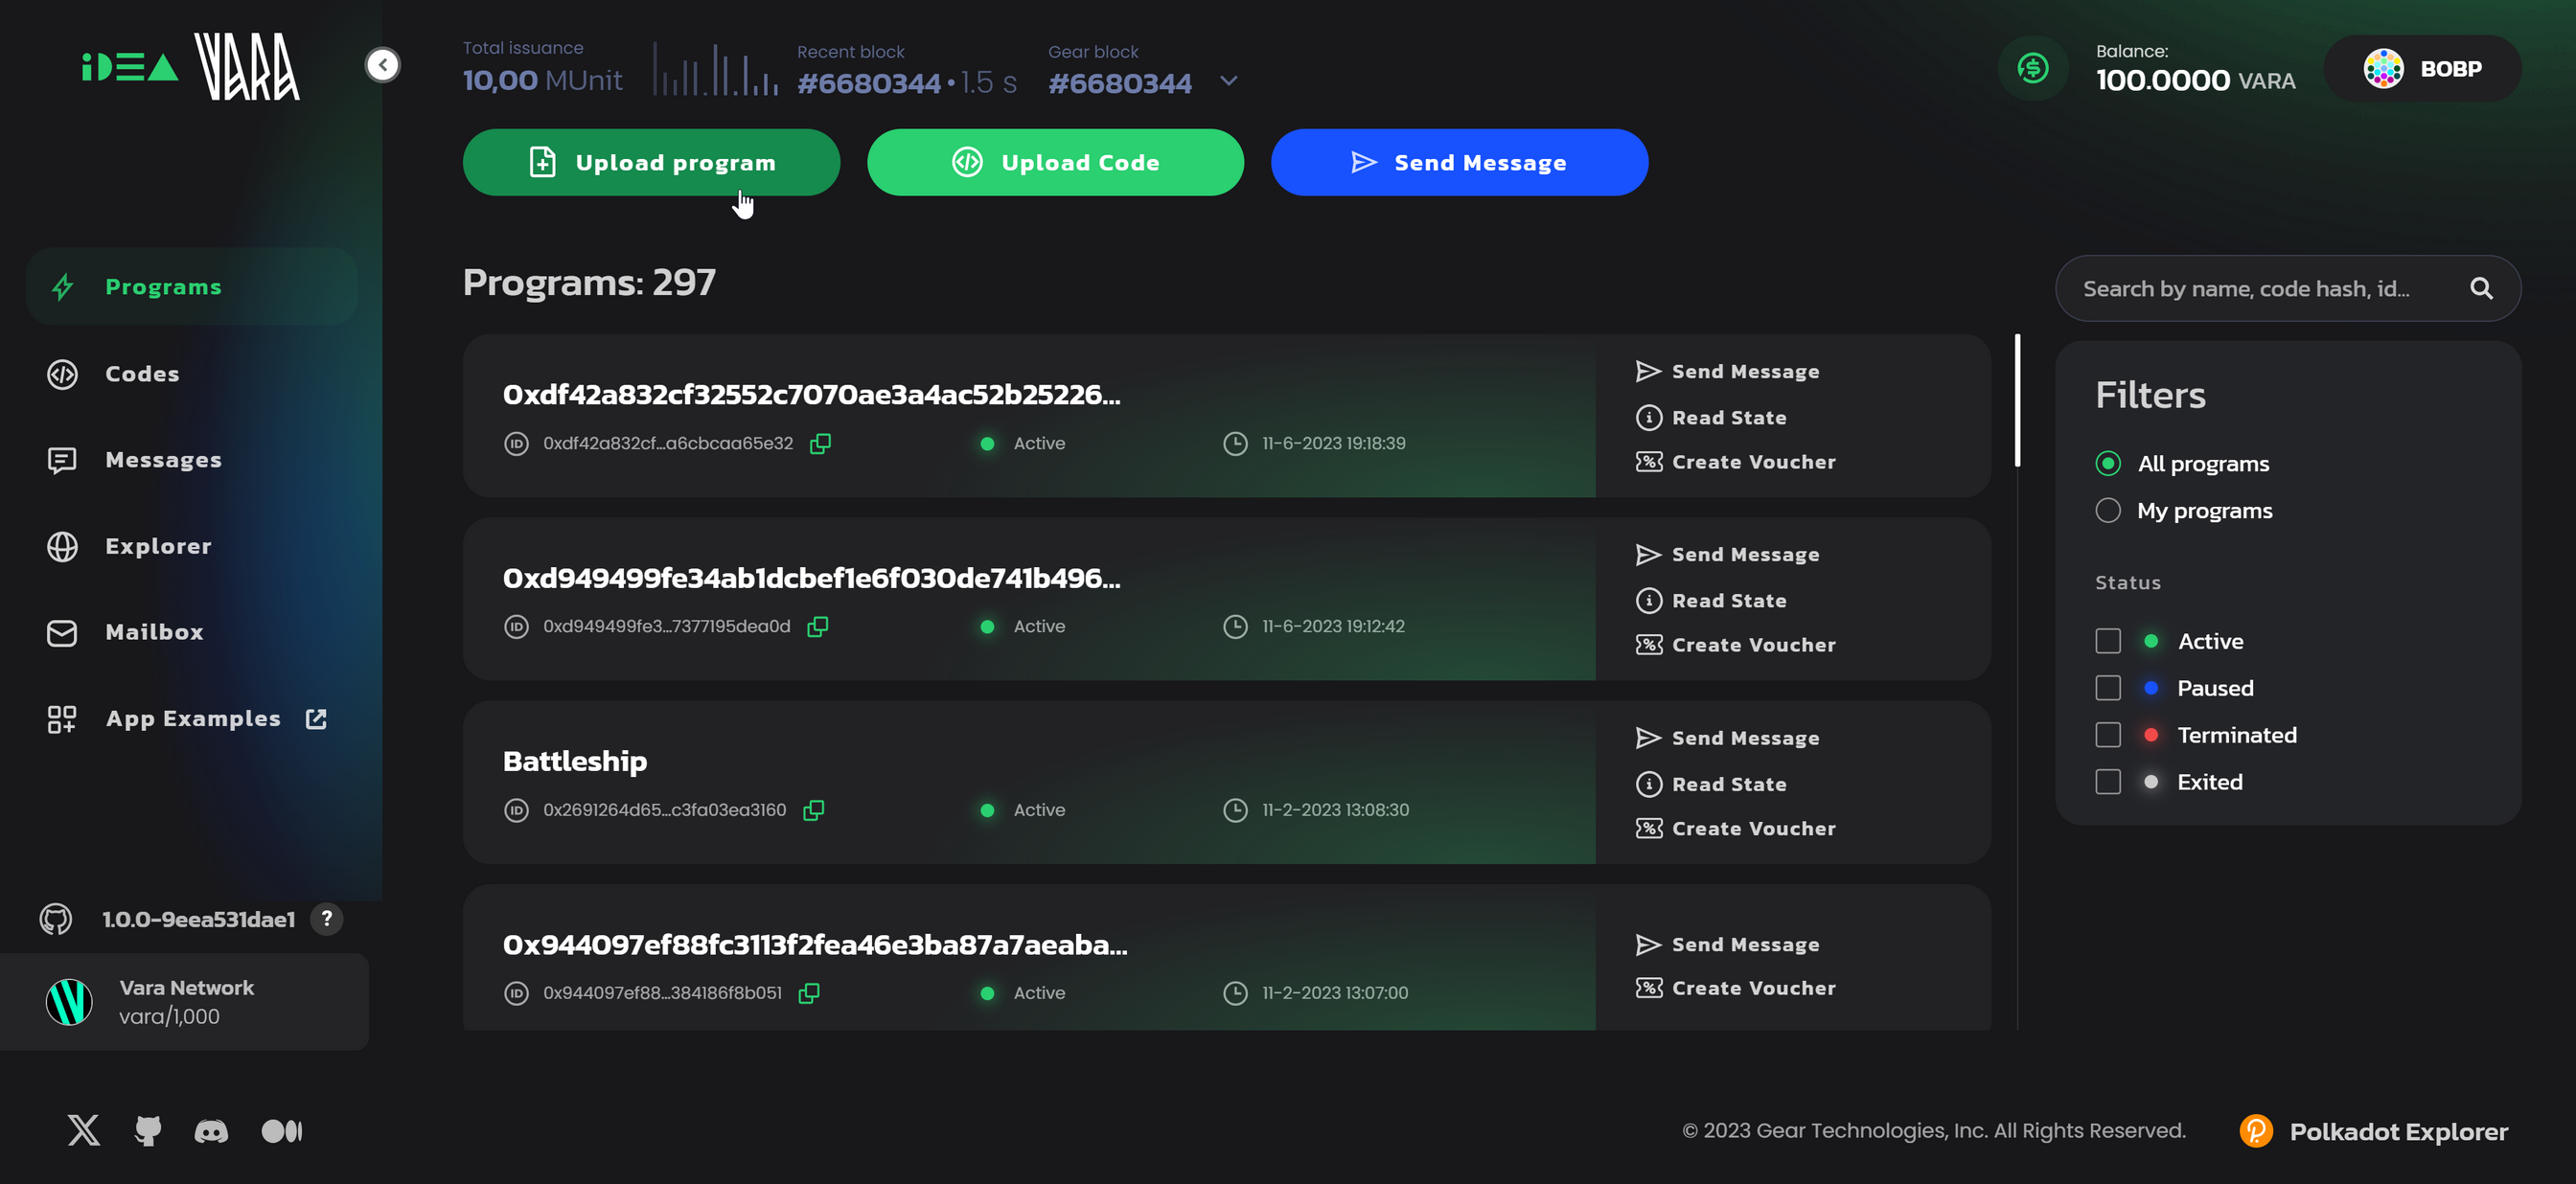 iDEA VARA
Total issuance
10,00 MUnit
Recent block
#6680344 • 1.5 s
Gear block
#6680344
Balance:
100.0000 VARA
BOBP
Upload program
Upload Code
Send Message
Programs
Codes
Messages
Explorer
Mailbox
App Examples
1.0.0-9eea531dae1 ?
Vara Network
vara/1,000
Programs: 297
0xdf42a832cf32552c7070ae3a4ac52b25226...
ID 0xdf42a832cf...a6cbcaa65e32
Active
11-6-2023 19:18:39
Send Message
Read State
Create Voucher
0xd949499fe34ab1dcbef1e6f030de741b496...
ID 0xd949499fe3...7377195dea0d
Active
11-6-2023 19:12:42
Send Message
Read State
Create Voucher
Battleship
ID 0x2691264d65...c3fa03ea3160
Active
11-2-2023 13:08:30
Send Message
Read State
Create Voucher
0x944097ef88fc3113f2fea46e3ba87a7aeaba...
ID 0x944097ef88...384186f8b051
Active
11-2-2023 13:07:00
Send Message
Create Voucher
Search by name, code hash, id...
Filters
All programs
My programs
Status
Active
Paused
Terminated
Exited
© 2023 Gear Technologies, Inc. All Rights Reserved.
Polkadot Explorer